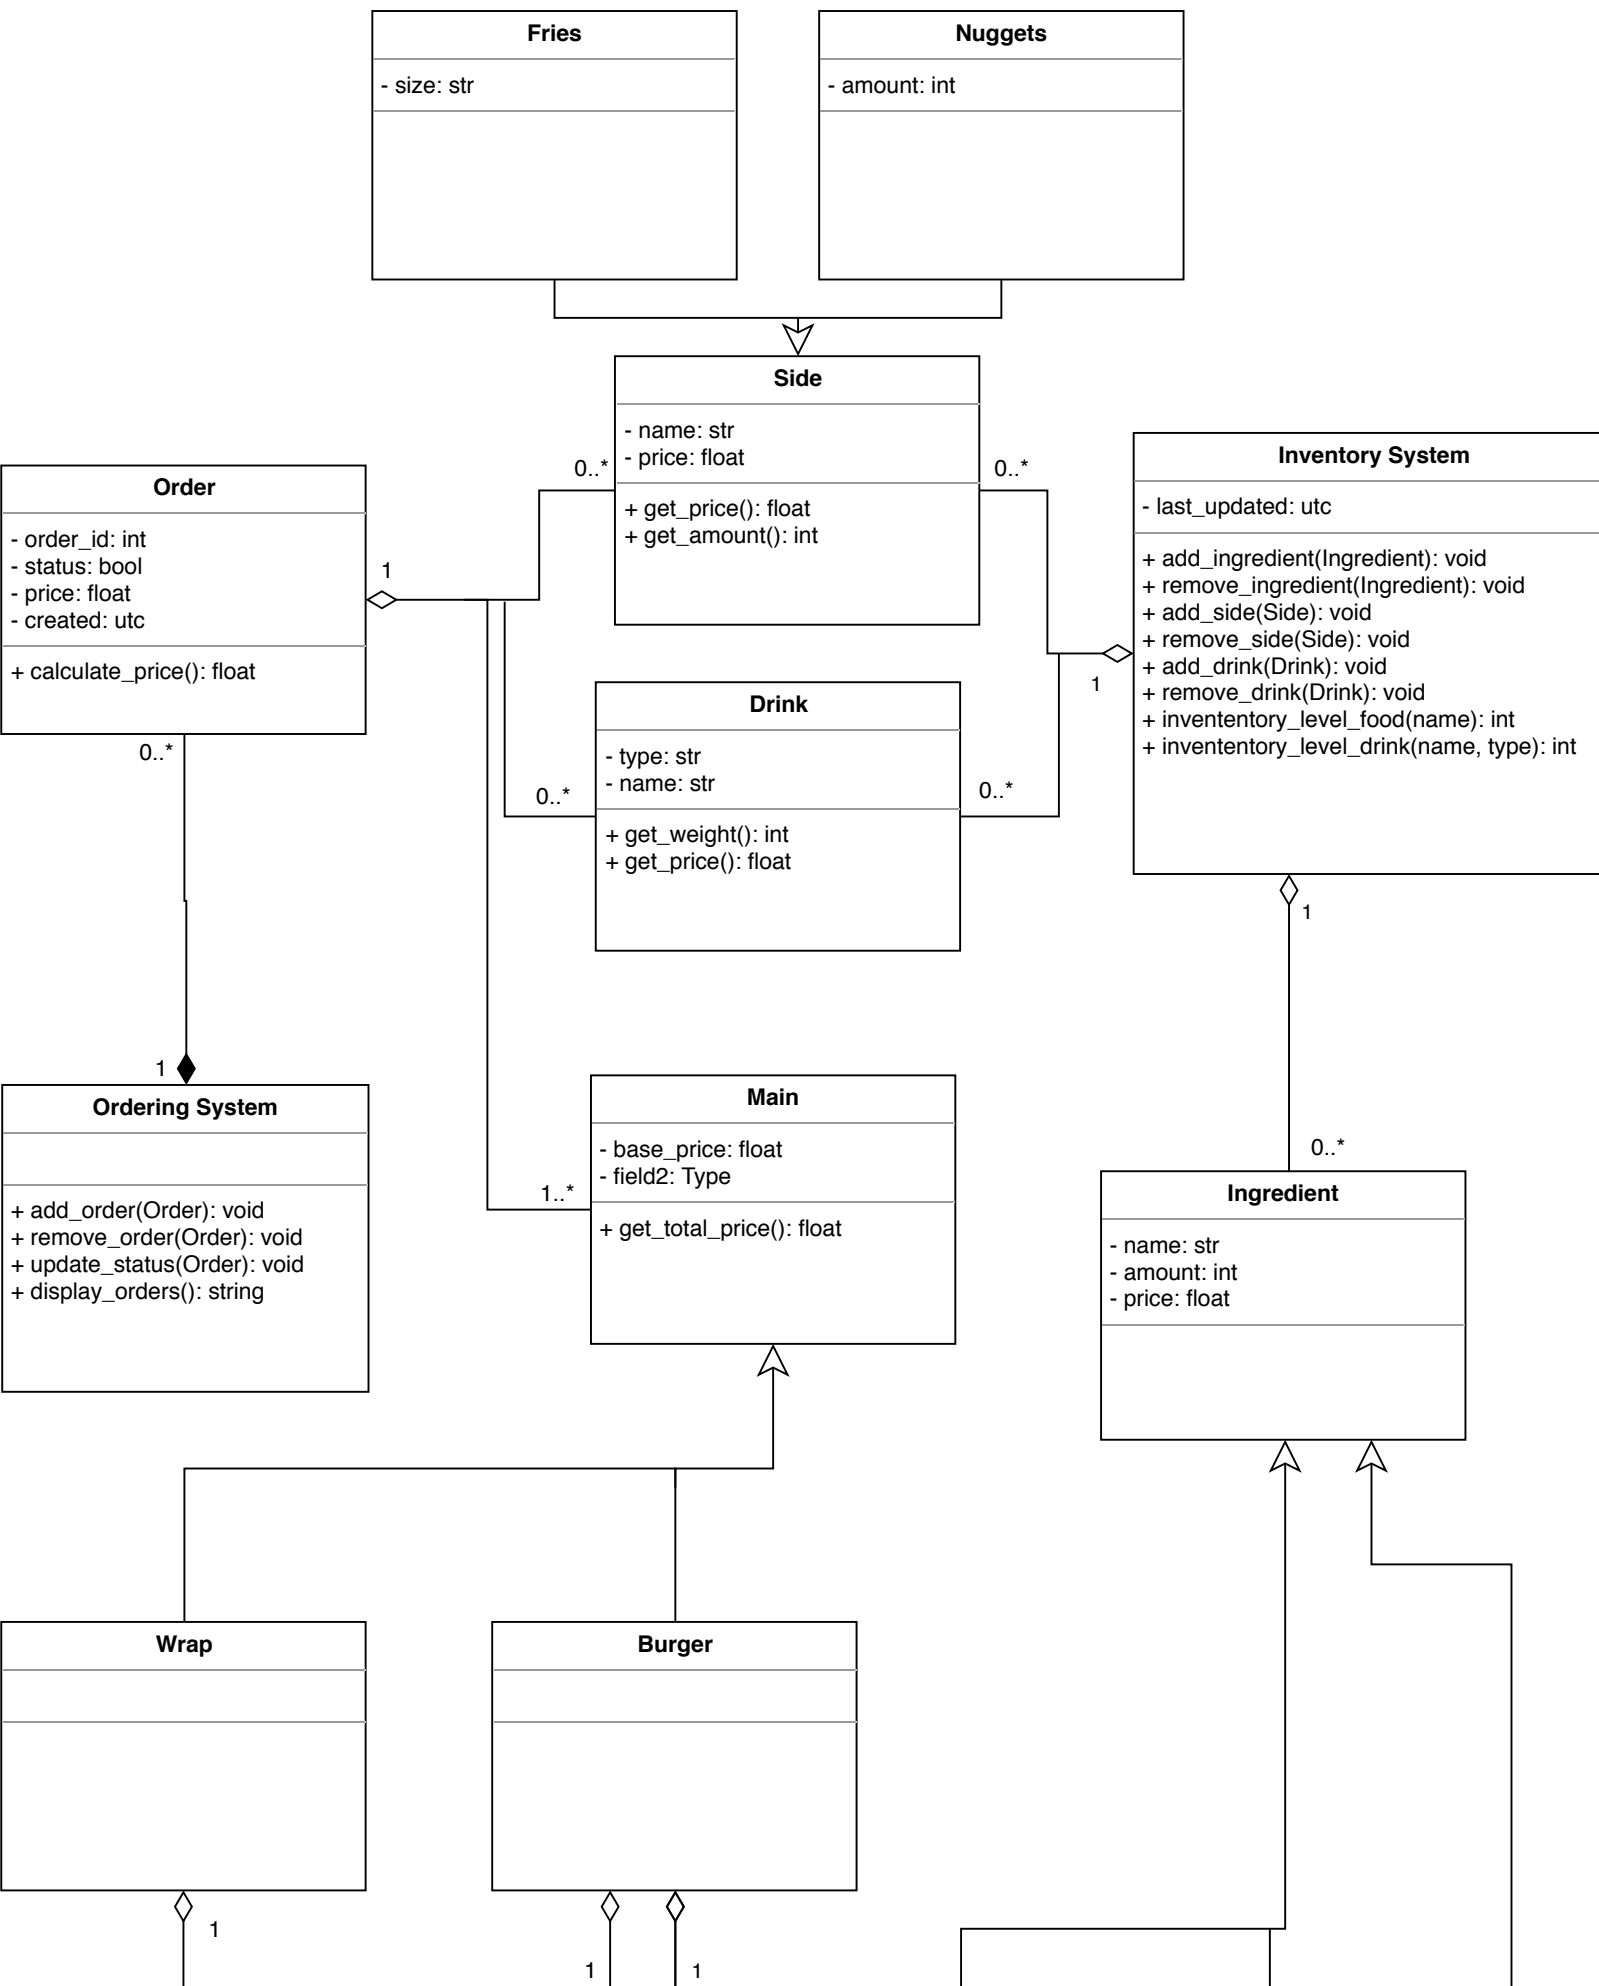 Fries
- size: str
Nuggets
- amount: int
Side
- name: str
- price: float
+ get_price(): float
+ get_amount(): int
0..*
0..*
Order
- order_id: int
- status: bool
- price: float
- created: utc
+ calculate_price(): float
1
0..*
Inventory System
- last_updated: utc
+ add_ingredient(Ingredient): void
+ remove_ingredient(Ingredient): void
+ add_side(Side): void
+ remove_side(Side): void
+ add_drink(Drink): void
+ remove_drink(Drink): void
+ invententory_level_food(name): int
+ invententory_level_drink(name, type): int
1
1
Drink
- type: str
- name: str
+ get_weight(): int
+ get_price(): float
0..*
0..*
1
Ordering System
+ add_order(Order): void
+ remove_order(Order): void
+ update_status(Order): void
+ display_orders(): string
Main
- base_price: float
- field2: Type
+ get_total_price(): float
1..*
0..*
Ingredient
- name: str
- amount: int
- price: float
Wrap
1
Burger
1
1